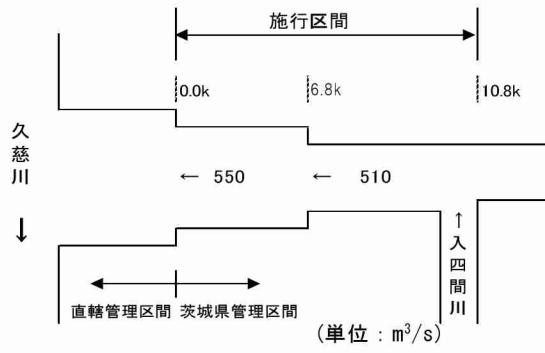 施行区間
0.0k
6.8k
10.8k
久慈川
↓
← 550
← 510
↑入四間川
直轄管理区間
茨城県管理区間
(単位：m³/s)